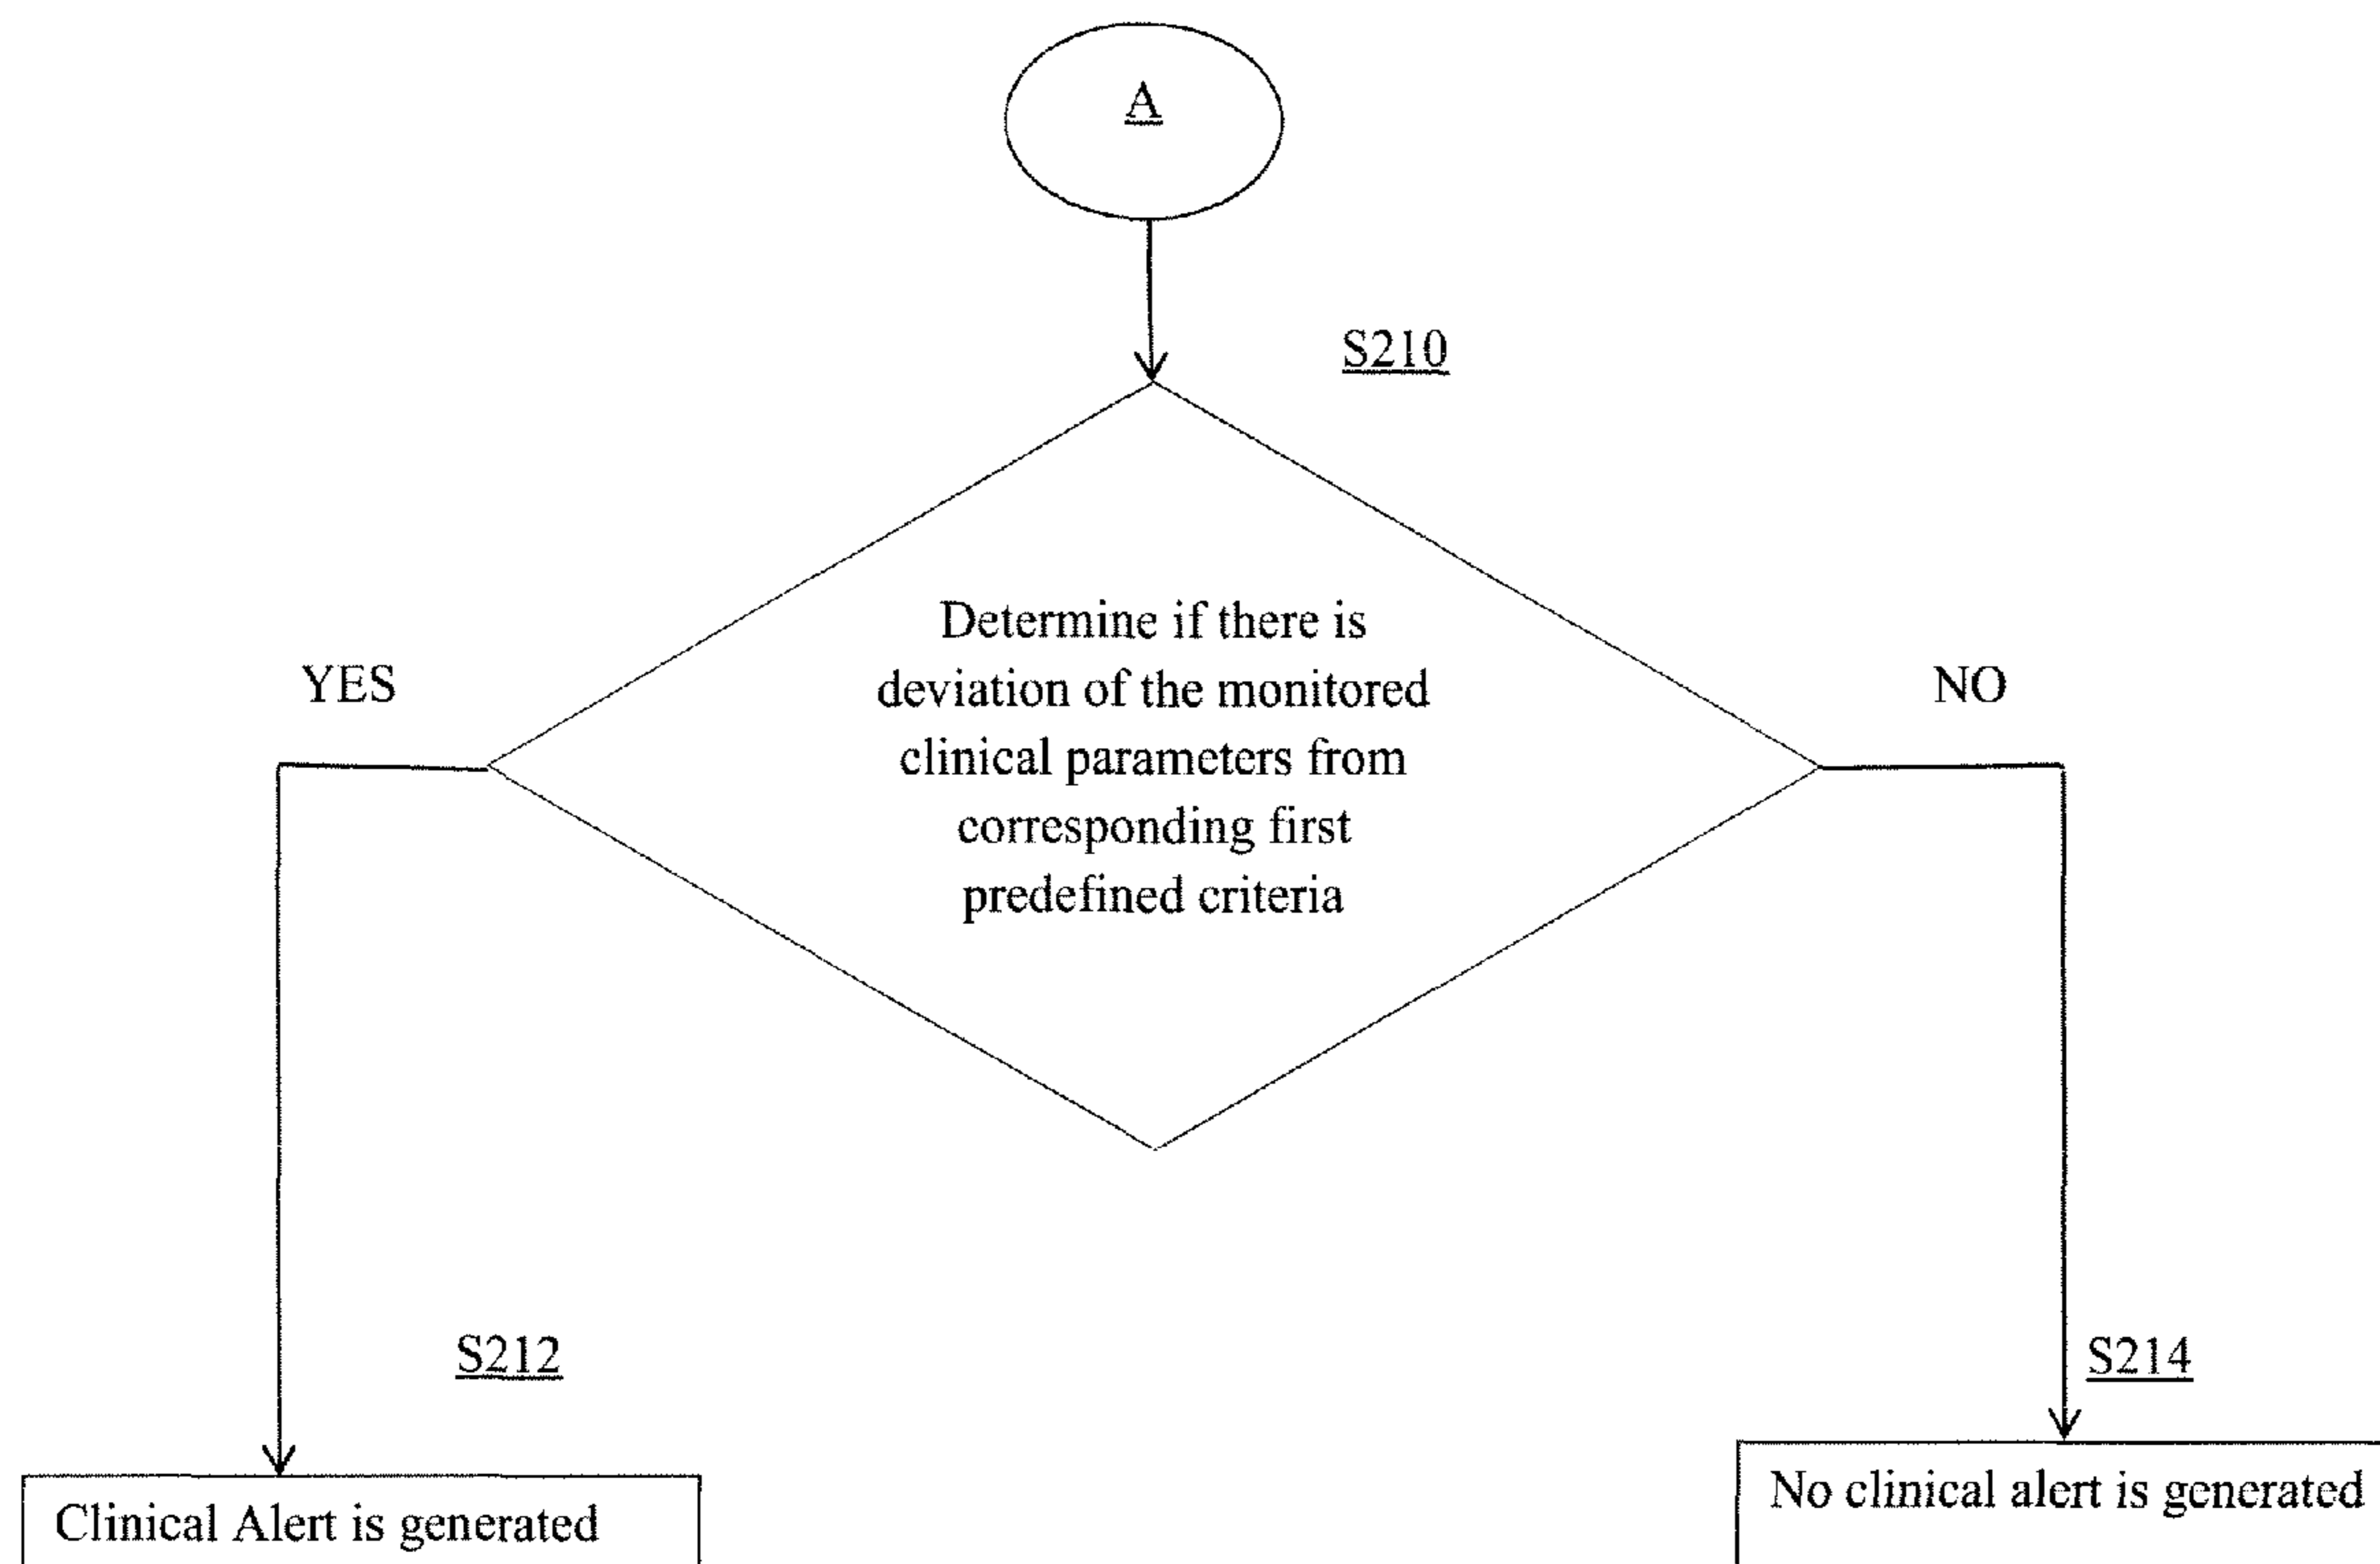 A
S210
Determine if there is
deviation of the monitored
clinical parameters from
corresponding first
predefined criteria
YES
NO
S212
S214
Clinical Alert is generated
No clinical alert is generated